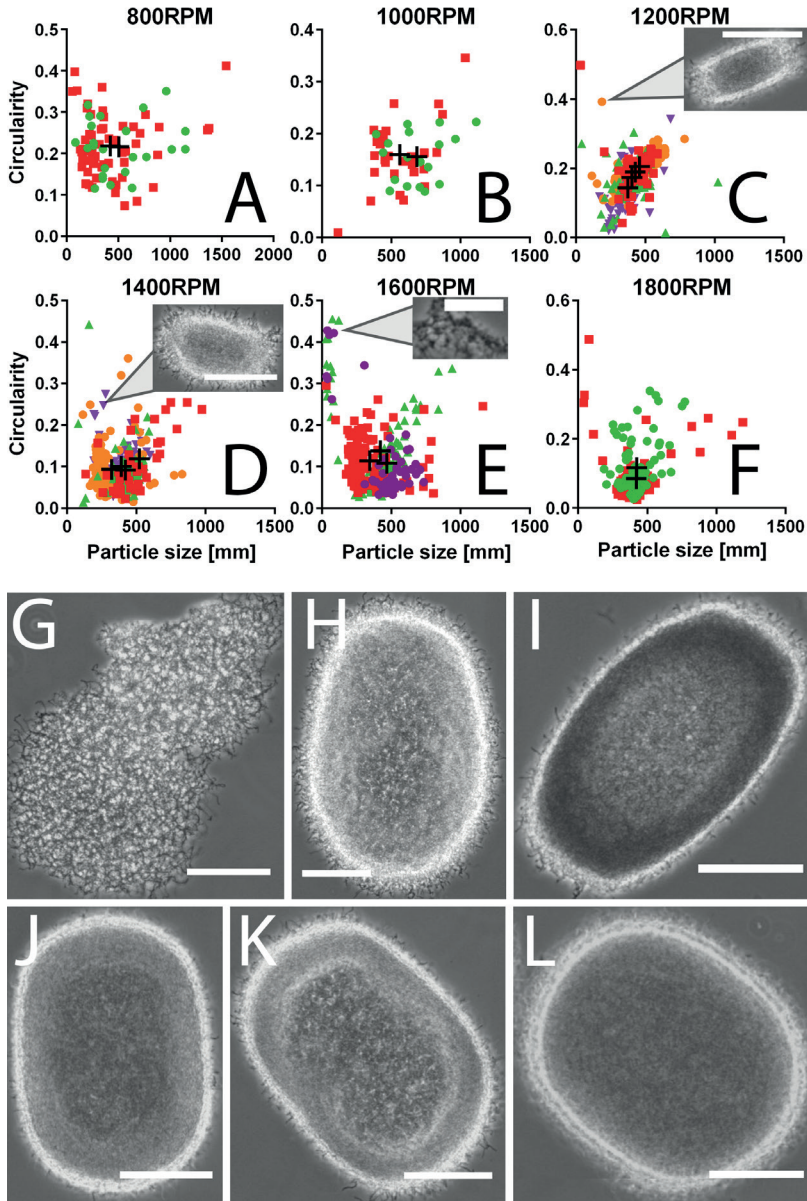 800RPM
1000RPM
1200RPM
Circulairity
0.5
0.4
0.3
0.2
0.1
0.0
0 500 1000 1500 2000
A
0.4
0.3
0.2
0.1
0.0
0 500 1000 1500
B
0.6
0.4
0.2
0.0
0 500 1000 1500
C
1400RPM
1600RPM
1800RPM
Circulairity
0.5
0.4
0.3
0.2
0.1
0.0
0 500 1000 1500
D
0.5
0.4
0.3
0.2
0.1
0.0
0 500 1000 1500
E
0.6
0.4
0.2
0.0
0 500 1000 1500
F
Particle size [mm]
Particle size [mm]
Particle size [mm]
G
H
I
J
K
L